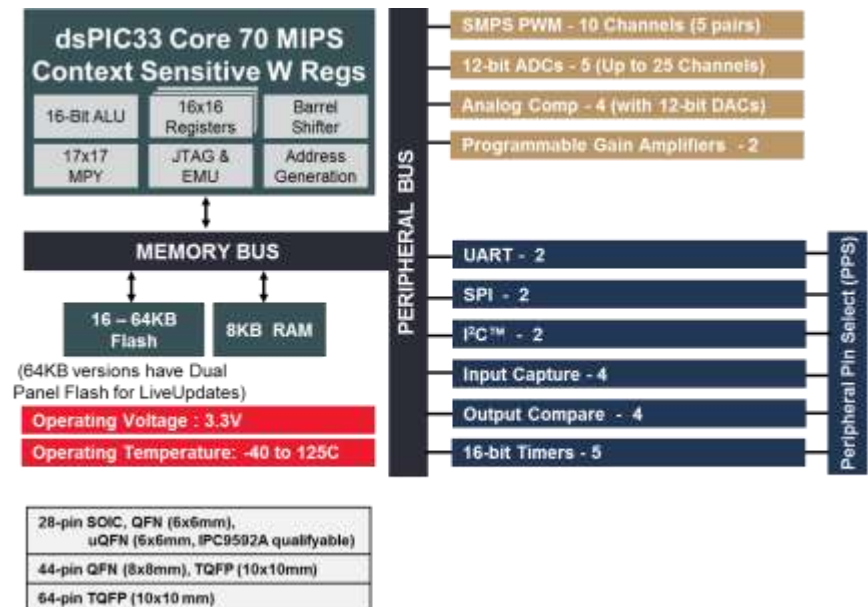 dsPIC33 Core 70 MIPS
Context Sensitive W Regs
16-Bit ALU
16x16
Registers
Barrel
Shifter
17x17
MPY
JTAG &
EMU
Address
Generation
MEMORY BUS
16 – 64KB
Flash
8KB RAM
(64KB versions have Dual
Panel Flash for LiveUpdates)
Operating Voltage : 3.3V
Operating Temperature: -40 to 125C
28-pin SOIC, QFN (6x6mm),
uQFN (6x6mm, IPC9592A qualifyable)
44-pin QFN (8x8mm), TQFP (10x10mm)
64-pin TQFP (10x10 mm)
PERIPHERAL BUS
SMPS PWM - 10 Channels (5 pairs)
12-bit ADCs - 5 (Up to 25 Channels)
Analog Comp - 4 (with 12-bit DACs)
Programmable Gain Amplifiers - 2
UART - 2
SPI - 2
I²C™ - 2
Input Capture - 4
Output Compare - 4
16-bit Timers - 5
Peripheral Pin Select (PPS)